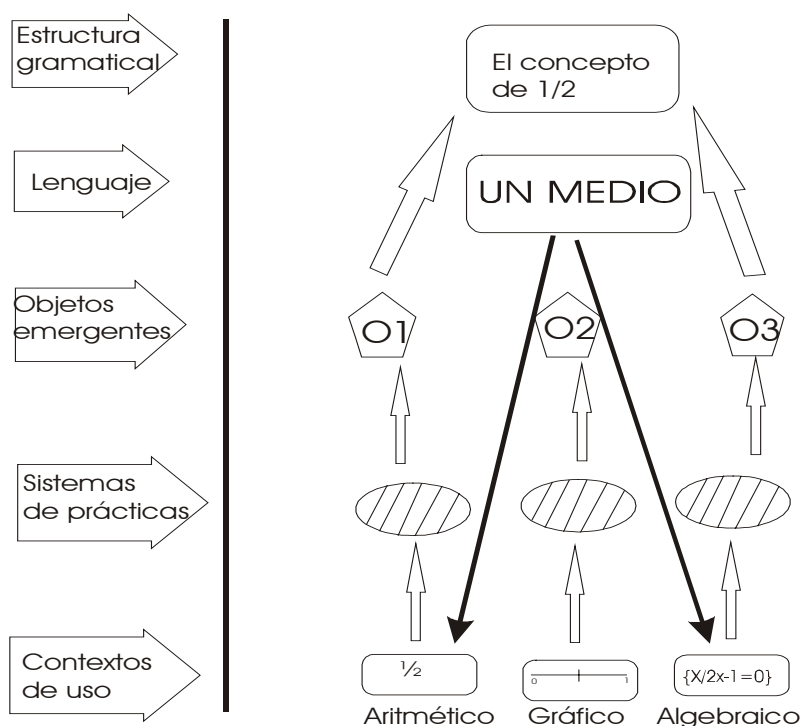 Estructura
gramatical
El concepto
de 1/2
Lenguaje
UN MEDIO
Objetos
emergentes
O1
O2
O3
Sistemas
de prácticas
Contextos
de uso
½
0 1
{X/2x-1=0}
Aritmético
Gráfico
Algebraico